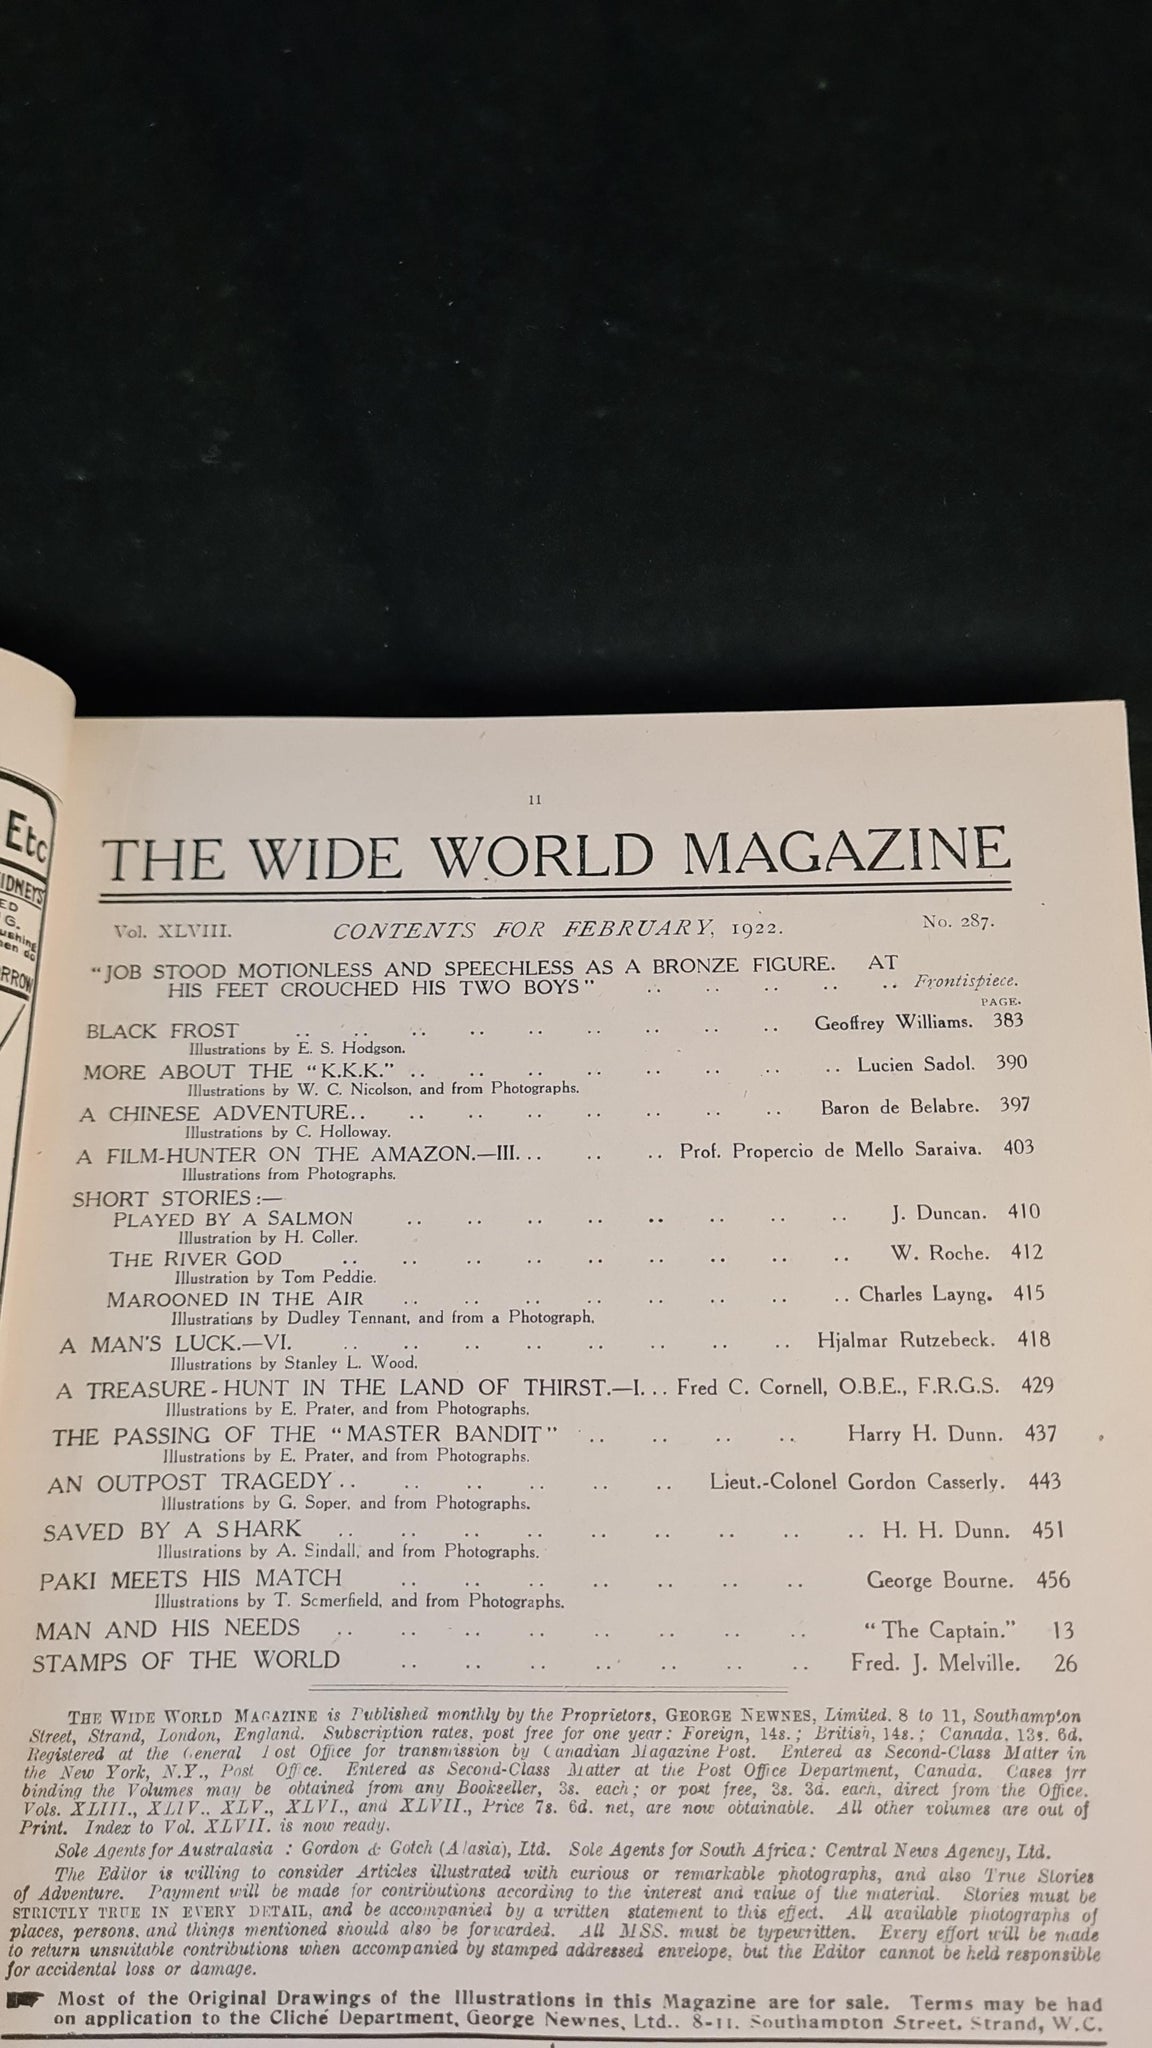 Etc
IDNEYS
ED
G.
ushing
hen do
RROW
11
THE WIDE WORLD MAGAZINE
Vol. XLVIII. CONTENTS FOR FEBRUARY, 1922. No. 287.
"JOB STOOD MOTIONLESS AND SPEECHLESS AS A BRONZE FIGURE. AT
HIS FEET CROUCHED HIS TWO BOYS" .. .. .. .. .. Frontispiece.
PAGE.
BLACK FROST .. .. .. .. .. .. .. .. .. Geoffrey Williams. 383
Illustrations by E. S. Hodgson.
MORE ABOUT THE "K.K.K." .. .. .. .. .. .. .. .. Lucien Sadol. 390
Illustrations by W. C. Nicolson, and from Photographs.
A CHINESE ADVENTURE.. .. .. .. .. .. .. .. Baron de Belabre. 397
Illustrations by C. Holloway.
A FILM-HUNTER ON THE AMAZON.—III... .. .. Prof. Propercio de Mello Saraiva. 403
Illustrations from Photographs.
SHORT STORIES:—
PLAYED BY A SALMON .. .. .. .. .. .. .. .. J. Duncan. 410
Illustration by H. Coller.
THE RIVER GOD .. .. .. .. .. .. .. .. .. W. Roche. 412
Illustration by Tom Peddie.
MAROONED IN THE AIR .. .. .. .. .. .. .. .. Charles Layng. 415
Illustrations by Dudley Tennant, and from a Photograph.
A MAN'S LUCK.—VI. .. .. .. .. .. .. .. .. Hjalmar Rutzebeck. 418
Illustrations by Stanley L. Wood.
A TREASURE-HUNT IN THE LAND OF THIRST.—I... Fred C. Cornell, O.B.E., F.R.G.S. 429
Illustrations by E. Prater, and from Photographs.
THE PASSING OF THE "MASTER BANDIT" .. .. .. .. Harry H. Dunn. 437
Illustrations by E. Prater, and from Photographs.
AN OUTPOST TRAGEDY .. .. .. .. .. .. Lieut.-Colonel Gordon Casserly. 443
Illustrations by G. Soper, and from Photographs.
SAVED BY A SHARK .. .. .. .. .. .. .. .. .. H. H. Dunn. 451
Illustrations by A. Sindall, and from Photographs.
PAKI MEETS HIS MATCH .. .. .. .. .. .. .. George Bourne. 456
Illustrations by T. Somerfield, and from Photographs.
MAN AND HIS NEEDS .. .. .. .. .. .. .. .. "The Captain." 13
STAMPS OF THE WORLD .. .. .. .. .. .. .. Fred. J. Melville. 26
THE WIDE WORLD MAGAZINE is Published monthly by the Proprietors, GEORGE NEWNES, Limited, 8 to 11, Southampton
Street, Strand, London, England. Subscription rates, post free for one year: Foreign, 14s.; British, 14s.; Canada, 13s. 6d.
Registered at the General Post Office for transmission by Canadian Magazine Post. Entered as Second-Class Matter in
the New York, N.Y., Post Office. Entered as Second-Class Matter at the Post Office Department, Canada. Cases for
binding the Volumes may be obtained from any Bookseller, 3s. each; or post free, 3s. 3d. each, direct from the Office.
Vols. XLIII., XLIV., XLV., XLVI., and XLVII., Price 7s. 6d. net, are now obtainable. All other volumes are out of
Print. Index to Vol. XLVII. is now ready.
Sole Agents for Australasia : Gordon & Gotch (A'asia), Ltd. Sole Agents for South Africa: Central News Agency, Ltd.
The Editor is willing to consider Articles illustrated with curious or remarkable photographs, and also True Stories
of Adventure. Payment will be made for contributions according to the interest and value of the material. Stories must be
STRICTLY TRUE IN EVERY DETAIL, and be accompanied by a written statement to this effect. All available photographs of
places, persons, and things mentioned should also be forwarded. All MSS. must be typewritten. Every effort will be made
to return unsuitable contributions when accompanied by stamped addressed envelope, but the Editor cannot be held responsible
for accidental loss or damage.
☛ Most of the Original Drawings of the Illustrations in this Magazine are for sale. Terms may be had
on application to the Cliché Department, George Newnes, Ltd., 8-11, Southampton Street, Strand, W.C.